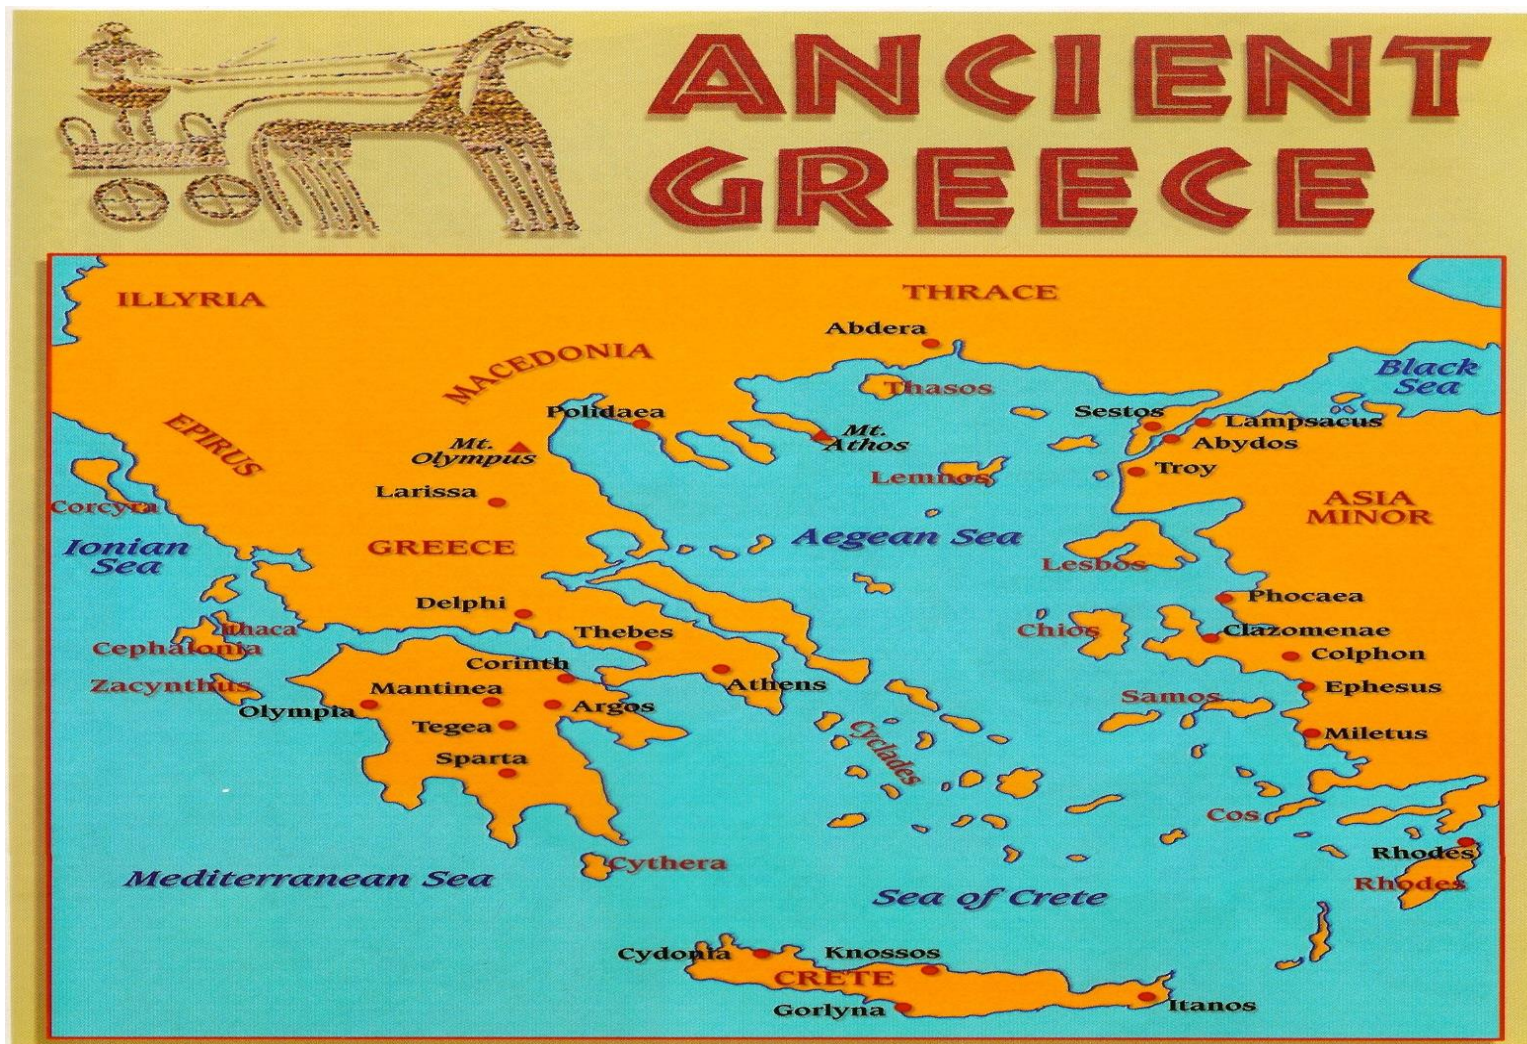 ANCIENT
GREECE
ILLYRIA
THRACE
Abdera
MACEDONIA
Black
Sea
Thasos
Polidaea
Sestos
Lampsacus
EPIRUS
Mt.
Olympus
Mt.
Athos
Abydos
Troy
Larissa
Lemnos
ASIA
MINOR
Corcyra
Ionian
Sea
GREECE
Aegean Sea
Lesbos
Delphi
Phocaea
Ithaca
Thebes
Chios
Clazomenae
Cephalonia
Corinth
Colphon
Zacynthus
Mantinea
Athens
Samos
Ephesus
Olympia
Argos
Tegea
Cyclades
Miletus
Sparta
Cos
Rhodes
Cythera
Mediterranean Sea
Rhodes
Sea of Crete
Cydonia
Knossos
CRETE
Gorlyna
Itanos